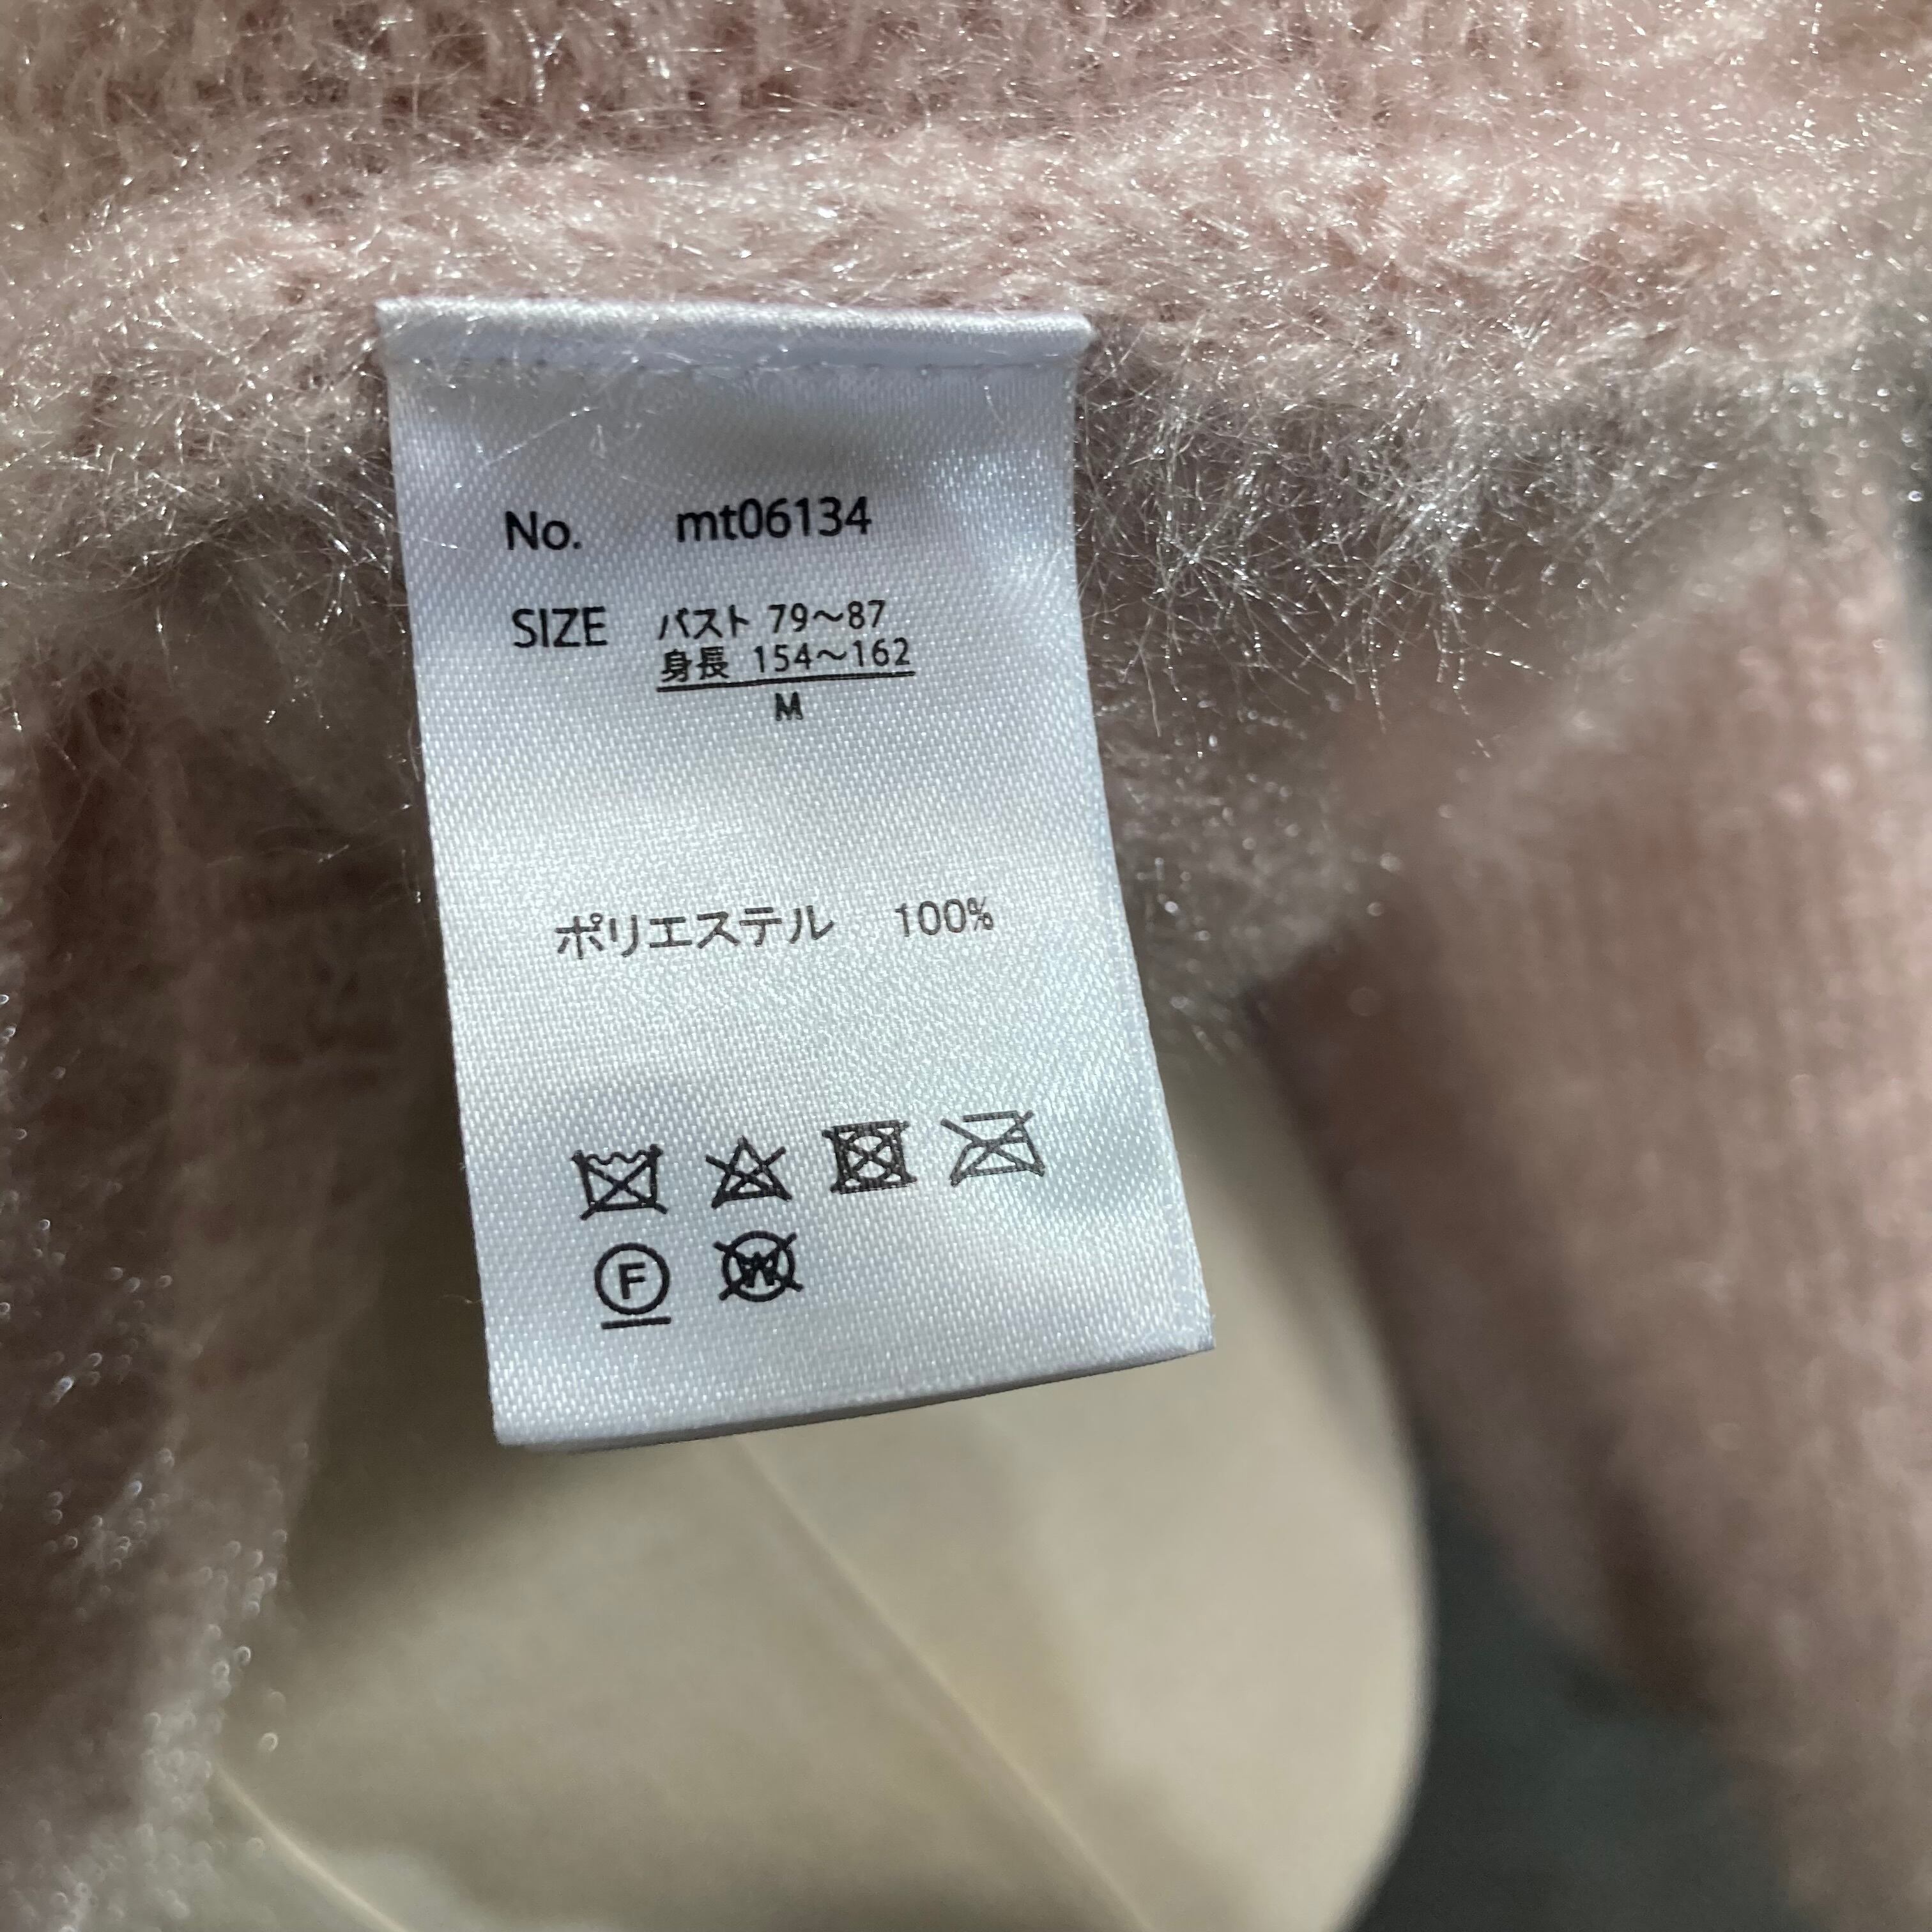 No. mt06134
SIZE バスト 79～87
身長 154～162
M
ポリエステル 100%
F W